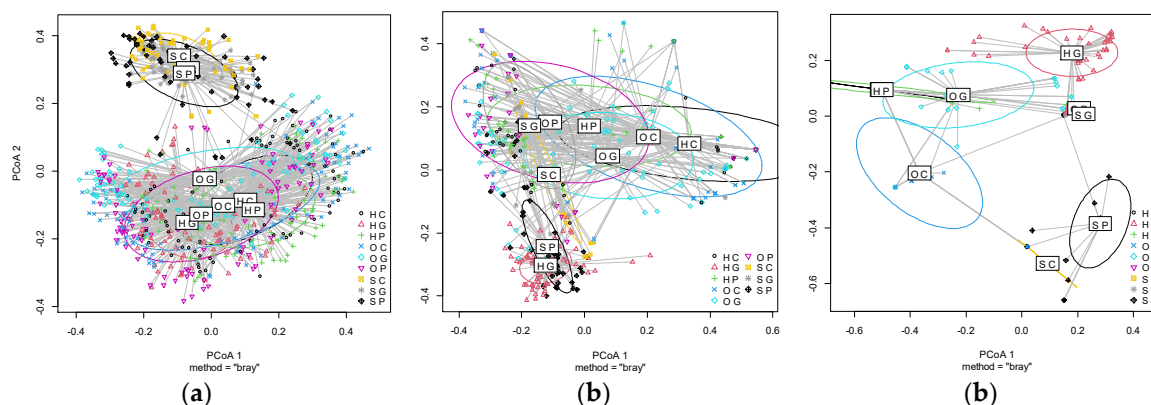 0.4
0.2
0.0
-0.2
-0.4
PCoA 2
-0.4 -0.2 0.0 0.2 0.4
PCoA 1
method = "bray"
SC
SP
OG
OC
HC
HP
OP
HG
HC
HG
HP
OC
OG
OP
SC
SG
SP
(a)
0.4
0.2
0.0
-0.2
-0.4
-0.4 -0.2 0.0 0.2 0.4 0.6
PCoA 1
method = "bray"
SG
OP
HP
OC
HC
OG
SC
SP
HG
HC OP
HG SC
HP SG
OC SP
OG
(b)
0.2
0.0
-0.2
-0.4
-0.6
-0.6 -0.4 -0.2 0.0 0.2 0.4
PCoA 1
method = "bray"
HG
HP
OG
SG
OC
SP
SC
H
H
H
O
O
O
S
S
S
(b)